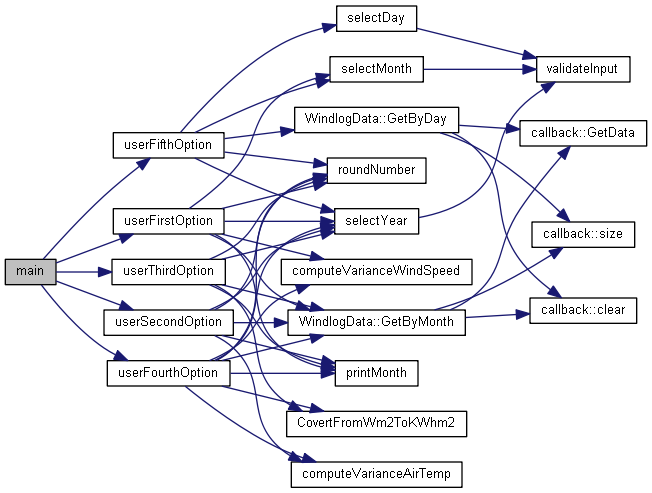 main
userFifthOption
userFirstOption
userThirdOption
userSecondOption
userFourthOption
selectDay
selectMonth
WindlogData::GetByDay
roundNumber
selectYear
computeVarianceWindSpeed
WindlogData::GetByMonth
printMonth
CovertFromWm2ToKWhm2
computeVarianceAirTemp
validateInput
callback::GetData
callback::size
callback::clear